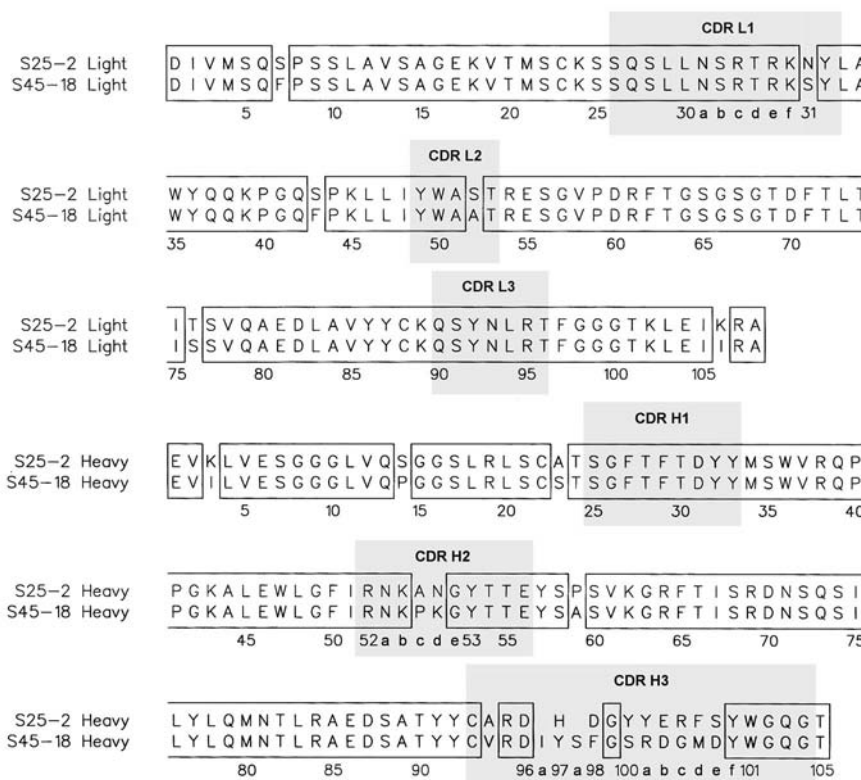 CDR L1
S25-2 Light D I V M S Q S P S S L A V S A G E K V T M S C K S S Q S L L N S R T R K N Y L A
S45-18 Light D I V M S Q F P S S L A V S A G E K V T M S C K S S Q S L L N S R T R K S Y L A
5 10 15 20 25 30 a b c d e f 31
CDR L2
S25-2 Light W Y Q Q K P G Q S P K L L I Y W A S T R E S G V P D R F T G S G S G T D F T L T
S45-18 Light W Y Q Q K P G Q F P K L L I Y W A A T R E S G V P D R F T G S G S G T D F T L T
35 40 45 50 55 60 65 70
CDR L3
S25-2 Light I T S V Q A E D L A V Y Y C K Q S Y N L R T F G G G T K L E I K R A
S45-18 Light I S S V Q A E D L A V Y Y C K Q S Y N L R T F G G G T K L E I I R A
75 80 85 90 95 100 105
CDR H1
S25-2 Heavy E V K L V E S G G G L V Q S G G S L R L S C A T S G F T F T D Y Y M S W V R Q P
S45-18 Heavy E V I L V E S G G G L V Q P G G S L R L S C S T S G F T F T D Y Y M S W V R Q P
5 10 15 20 25 30 35 40
CDR H2
S25-2 Heavy P G K A L E W L G F I R N K A N G Y T T E Y S P S V K G R F T I S R D N S Q S I
S45-18 Heavy P G K A L E W L G F I R N K P K G Y T T E Y S A S V K G R F T I S R D N S Q S I
45 50 52 a b c d e 53 55 60 65 70 75
CDR H3
S25-2 Heavy L Y L Q M N T L R A E D S A T Y Y C A R D H D G Y Y E R F S Y W G Q G T
S45-18 Heavy L Y L Q M N T L R A E D S A T Y Y C V R D I Y S F G S R D G M D Y W G Q G T
80 85 90 96 a 97 a 98 100 a b c d e f 101 105